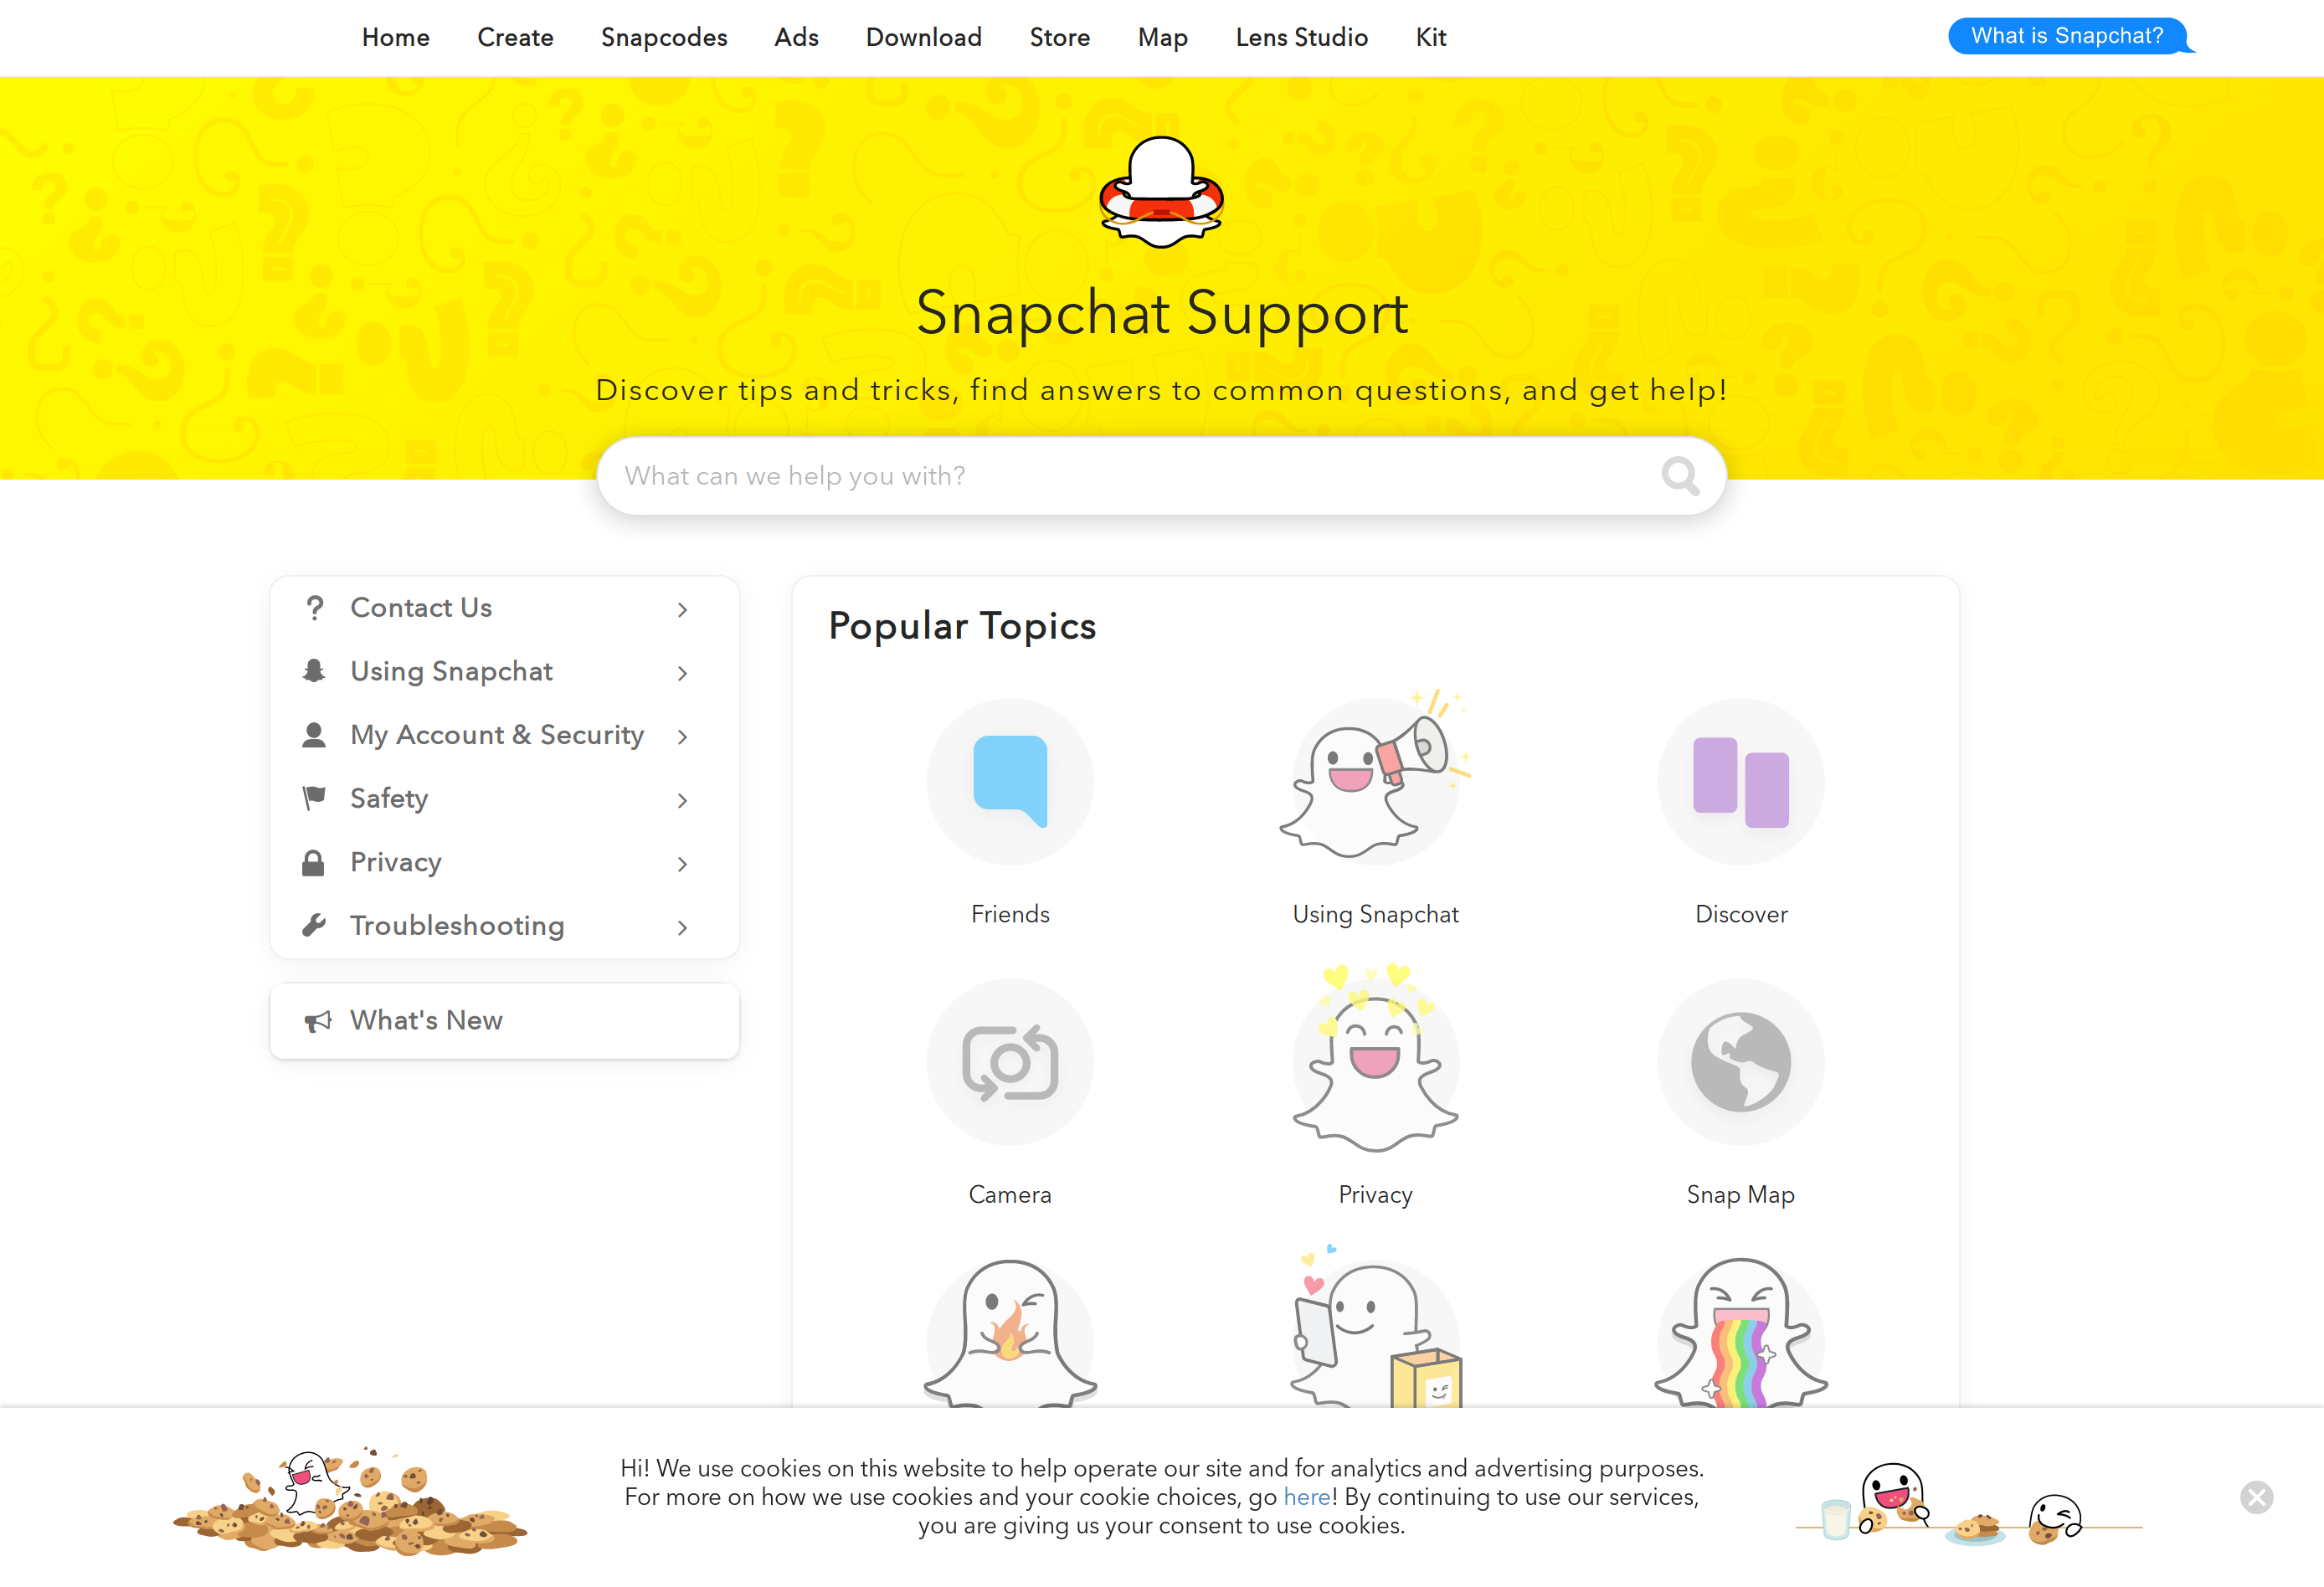 Home Create Snapcodes Ads Download Store Map Lens Studio Kit
What is Snapchat?
Snapchat Support
Discover tips and tricks, find answers to common questions, and get help!
What can we help you with?
Contact Us
Using Snapchat
My Account & Security
Safety
Privacy
Troubleshooting
What's New
Popular Topics
Friends
Using Snapchat
Discover
Camera
Privacy
Snap Map
Hi! We use cookies on this website to help operate our site and for analytics and advertising purposes.
For more on how we use cookies and your cookie choices, go here! By continuing to use our services,
you are giving us your consent to use cookies.